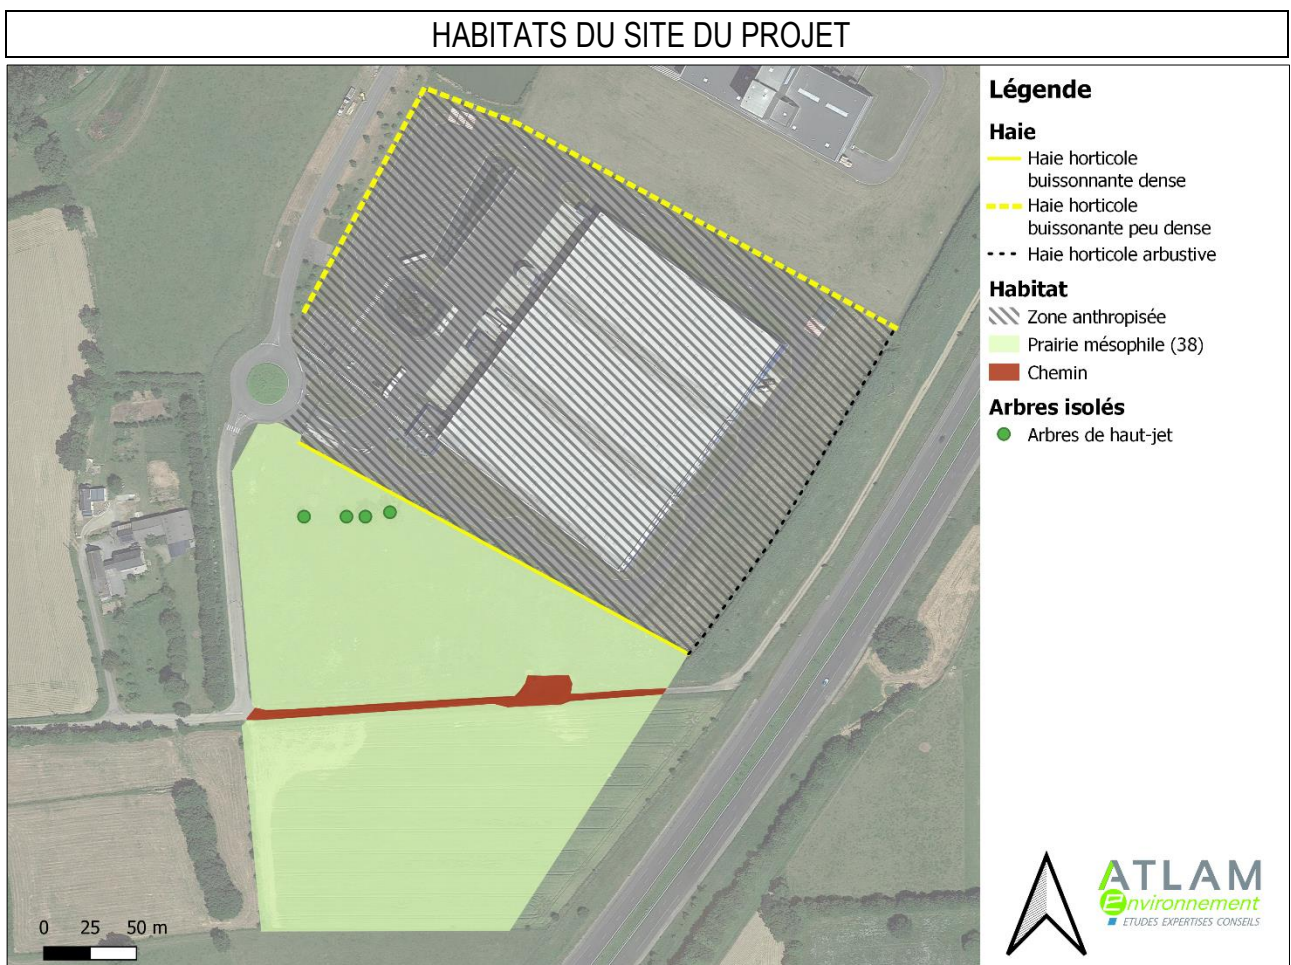 HABITATS DU SITE DU PROJET
Légende
Haie
Haie horticole
buissonnante dense
Haie horticole
buissonante peu dense
Haie horticole arbustive
Habitat
Zone anthropisée
Prairie mésophile (38)
Chemin
Arbres isolés
Arbres de haut-jet
0 25 50 m
ATLAM
Environnement
ETUDES EXPERTISES CONSEILS